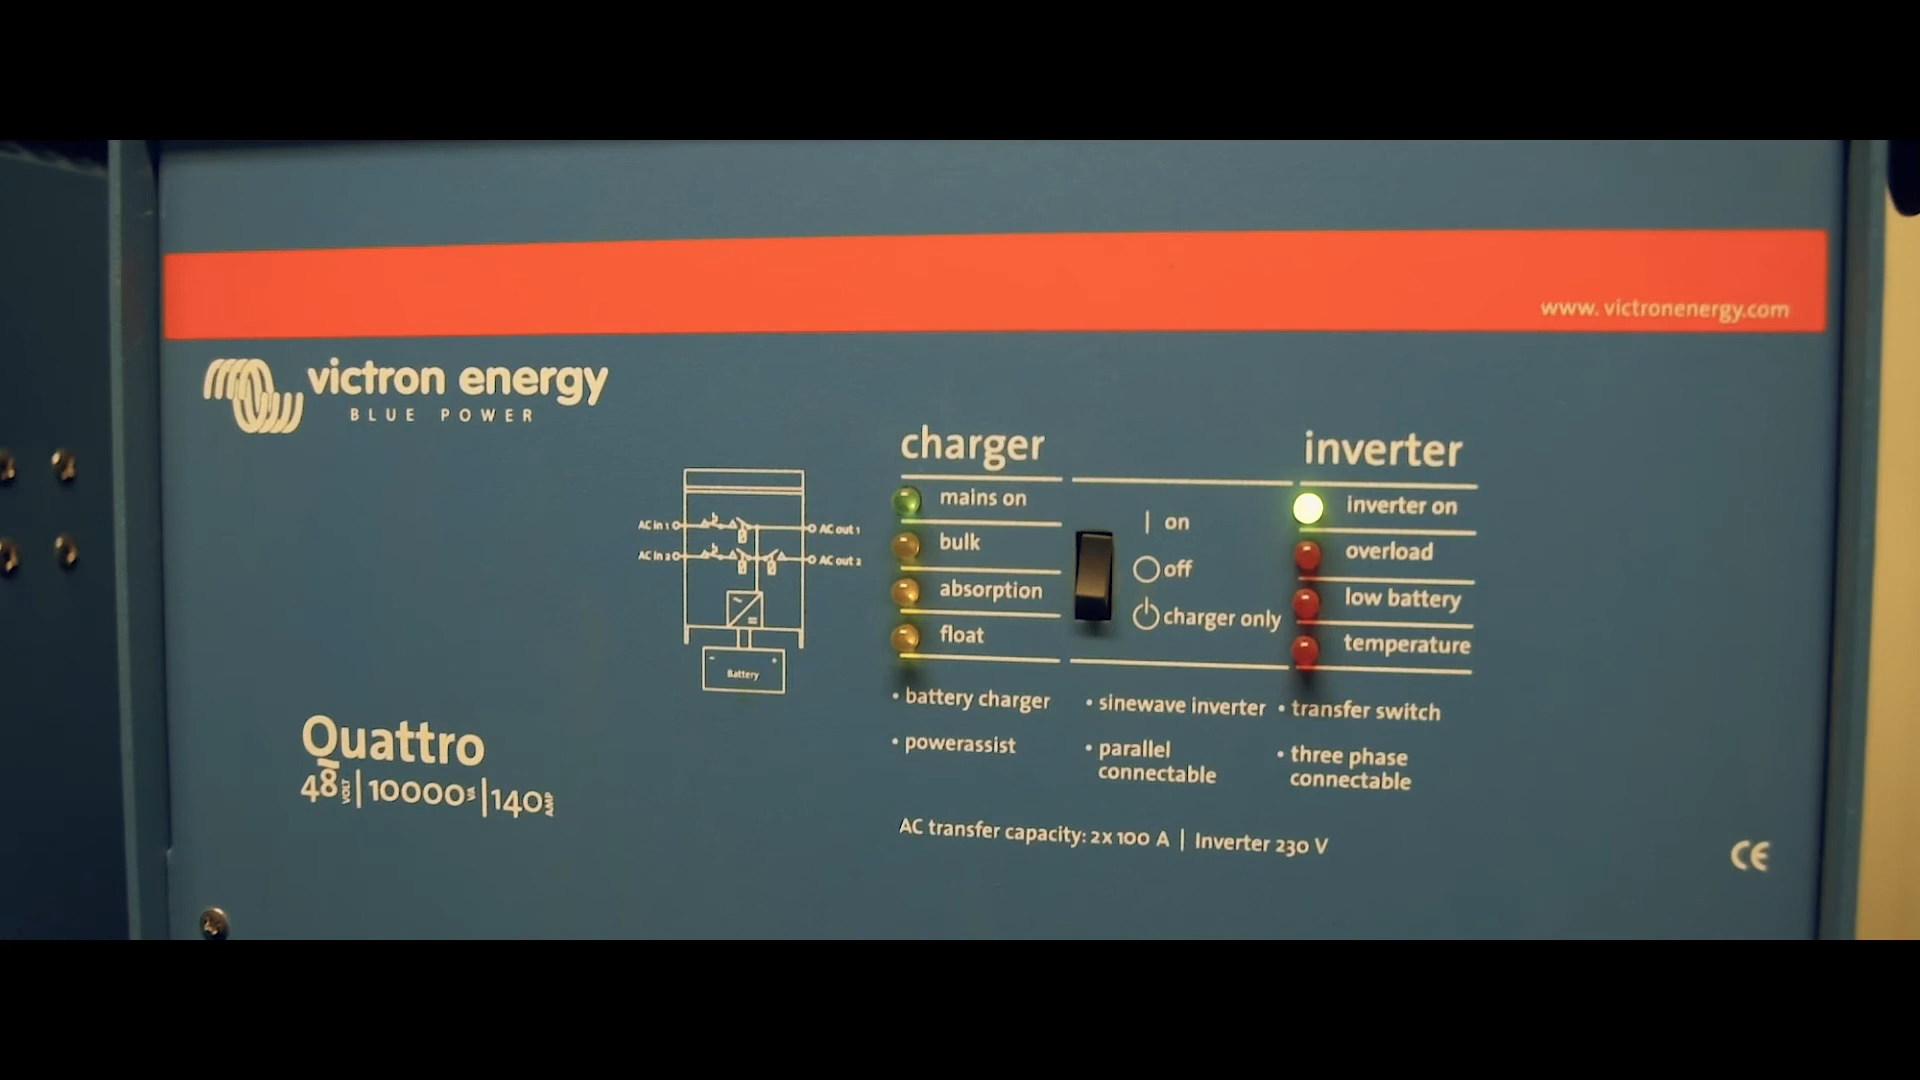 www. victronenergy.com
victron energy
BLUE POWER
charger
inverter
mains on
bulk
absorption
float
on
off
charger only
inverter on
overload
low battery
temperature
AC in 1
AC out 1
AC in 2
AC out 2
Battery
• battery charger
• sinewave inverter
• transfer switch
• powerassist
• parallel
connectable
• three phase
connectable
Quattro
48 VOLT | 10000 VA | 140 AMP
AC transfer capacity: 2x 100 A | Inverter 230 V
CE